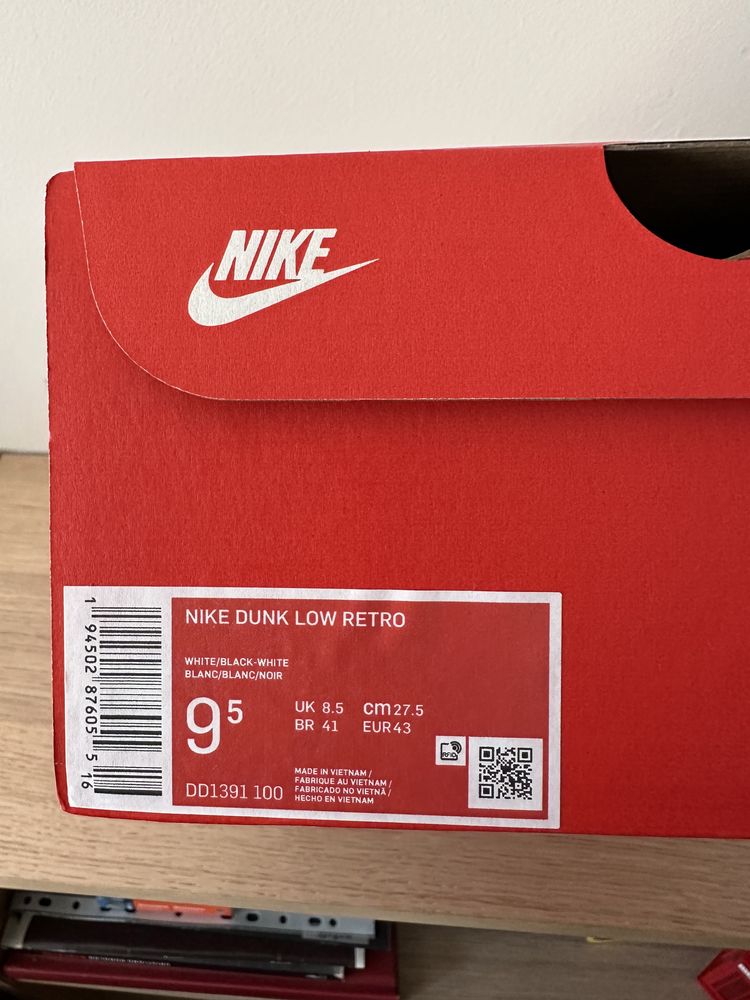 NIKE
NIKE DUNK LOW RETRO
WHITE/BLACK-WHITE
BLANC/BLANC/NOIR
9⁵
UK 8.5 cm 27.5
BR 41 EUR 43
RFID
DD1391 100
MADE IN VIETNAM /
FABRIQUE AU VIETNAM /
FABRICADO NO VIETNÃ /
HECHO EN VIETNAM
1 94502 87605 5 16